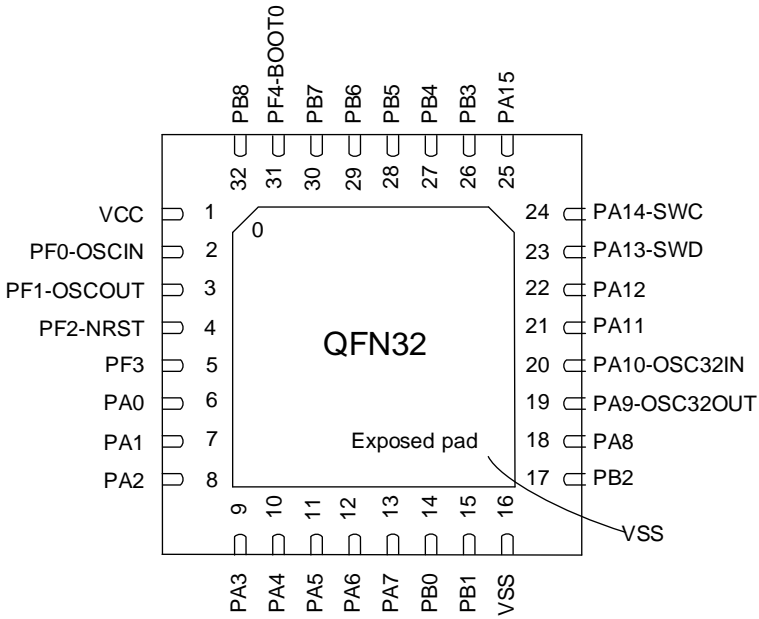 PB8
PF4-BOOT0
PB7
PB6
PB5
PB4
PB3
PA15
32
31
30
29
28
27
26
25
VCC 1
PF0-OSCIN 2
PF1-OSCOUT 3
PF2-NRST 4
PF3 5
PA0 6
PA1 7
PA2 8
0
QFN32
Exposed pad
24 PA14-SWC
23 PA13-SWD
22 PA12
21 PA11
20 PA10-OSC32IN
19 PA9-OSC32OUT
18 PA8
17 PB2
VSS
9
10
11
12
13
14
15
16
PA3
PA4
PA5
PA6
PA7
PB0
PB1
VSS